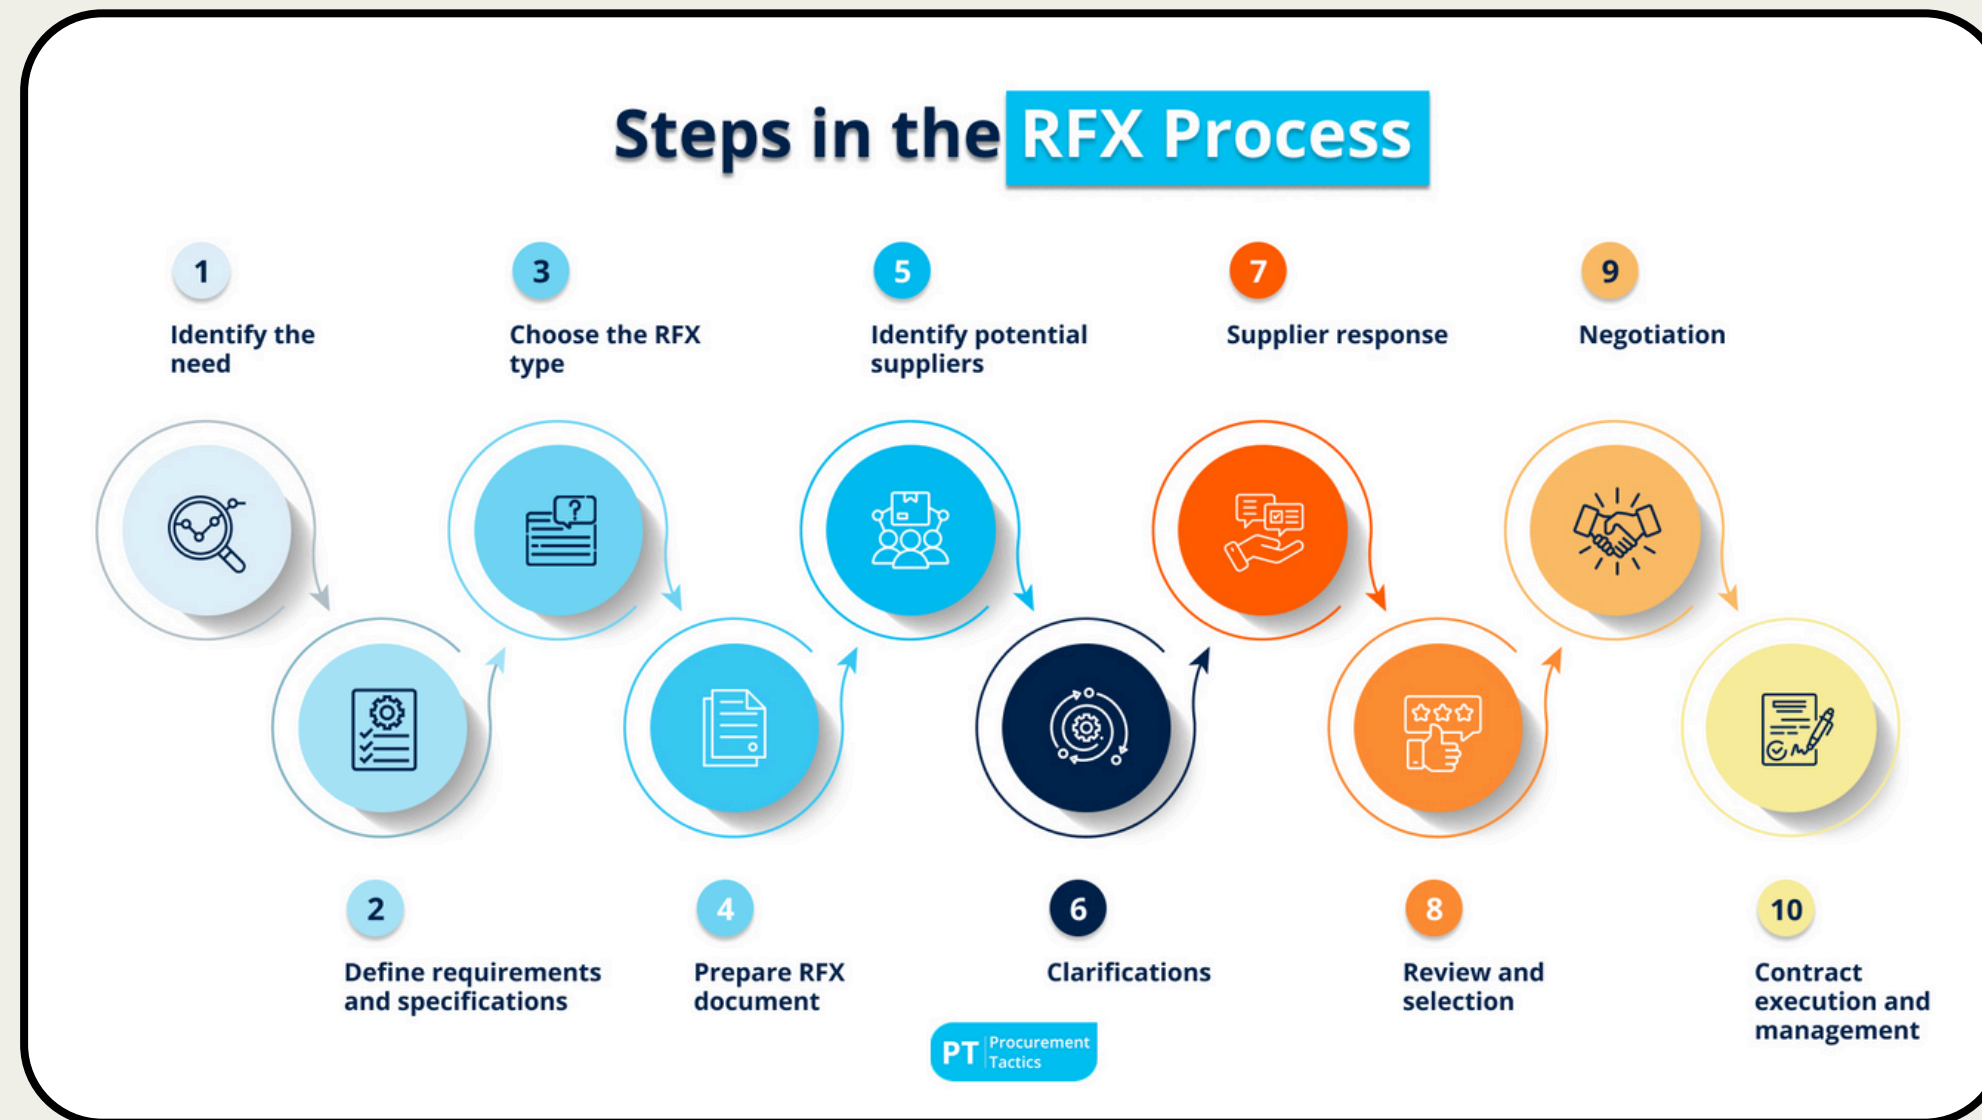 Steps in the RFX Process
1
Identify the
need
2
Define requirements
and specifications
3
Choose the RFX
type
?
4
Prepare RFX
document
5
Identify potential
suppliers
6
Clarifications
7
Supplier response
8
Review and
selection
9
Negotiation
10
Contract
execution and
management
PT
Procurement
Tactics